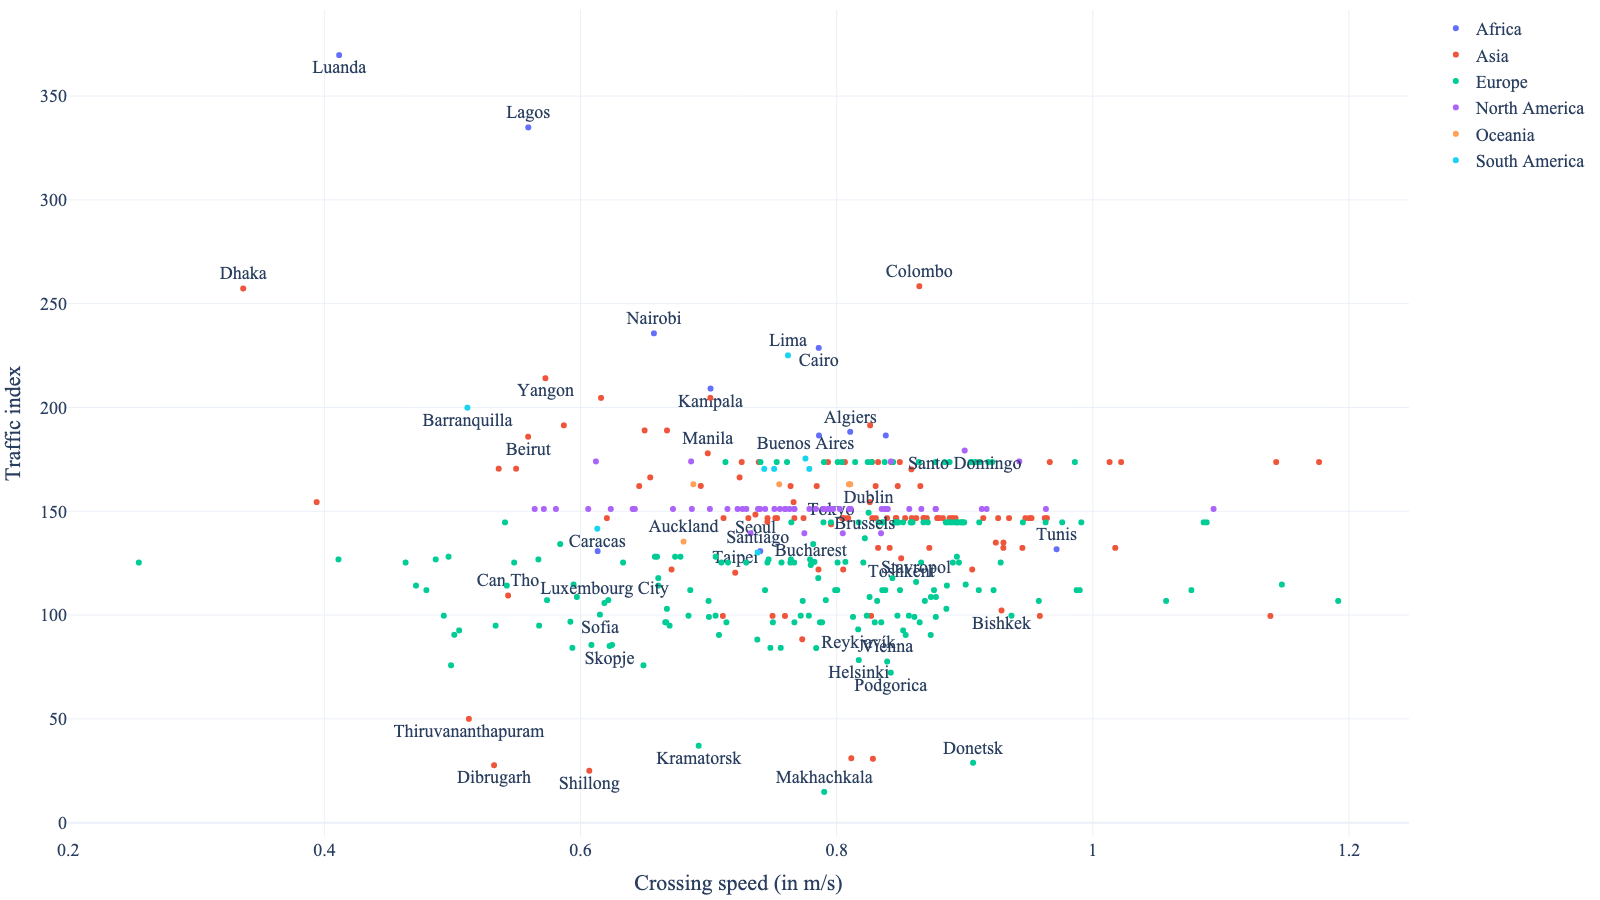 Africa
Asia
Europe
North America
Oceania
South America
Luanda
350
Lagos
300
Dhaka
Colombo
250
Nairobi
Lima
Cairo
Yangon
Kampala
200
Barranquilla
Algiers
Manila
Buenos Aires
Beirut
Santo Domingo
Dublin
150
Tokyo
Auckland
Seoul
Brussels
Caracas
Santiago
Tunis
Taipei
Bucharest
Stavropol
Tashkent
Can Tho
Luxembourg City
100
Sofia
Bishkek
Reykjavík
Vienna
Skopje
Helsinki
Podgorica
50
Thiruvananthapuram
Kramatorsk
Donetsk
Dibrugarh
Shillong
Makhachkala
0
0.2
0.4
0.6
0.8
1
1.2
Crossing speed (in m/s)
Traffic index